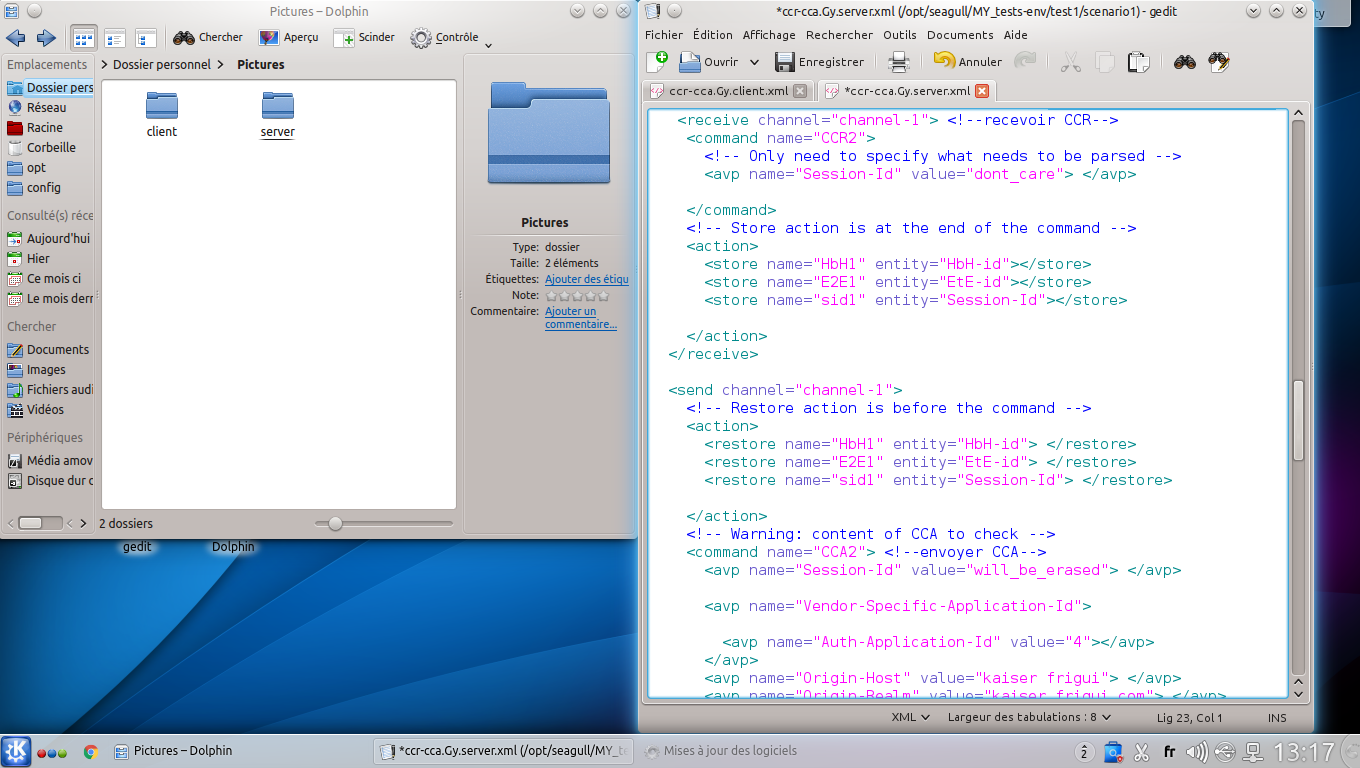 Pictures – Dolphin
Chercher
Aperçu
Scinder
Contrôle
Emplacements
Dossier pers
Réseau
Racine
Corbeille
opt
config
Consulté(s) réce
Aujourd'hui
Hier
Ce mois ci
Le mois derr
Chercher
Documents
Images
Fichiers audi
Vidéos
Périphériques
Média amov
Disque dur c
> Dossier personnel > Pictures
client
server
2 dossiers
Pictures
Type: dossier
Taille: 2 éléments
Étiquettes: Ajouter des étiqu
Note:
Commentaire: Ajouter un
commentaire...
gedit
Dolphin
*ccr-cca.Gy.server.xml (/opt/seagull/MY_tests-env/test1/scenario1) – gedit
Fichier Édition Affichage Rechercher Outils Documents Aide
Ouvrir
Enregistrer
Annuler
ccr-cca.Gy.client.xml
*ccr-cca.Gy.server.xml
<receive channel="channel-1"> <!--recevoir CCR-->
<command name="CCR2">
<!-- Only need to specify what needs to be parsed -->
<avp name="Session-Id" value="dont_care"> </avp>
</command>
<!-- Store action is at the end of the command -->
<action>
<store name="HbH1" entity="HbH-id"></store>
<store name="E2E1" entity="EtE-id"></store>
<store name="sid1" entity="Session-Id"></store>
</action>
</receive>
<send channel="channel-1">
<!-- Restore action is before the command -->
<action>
<restore name="HbH1" entity="HbH-id"> </restore>
<restore name="E2E1" entity="EtE-id"> </restore>
<restore name="sid1" entity="Session-Id"> </restore>
</action>
<!-- Warning: content of CCA to check -->
<command name="CCA2"> <!--envoyer CCA-->
<avp name="Session-Id" value="will_be_erased"> </avp>
<avp name="Vendor-Specific-Application-Id">
<avp name="Auth-Application-Id" value="4"></avp>
</avp>
<avp name="Origin-Host" value="kaiser frigui"> </avp>
<avp name="Origin-Realm" value="kaiser frigui.com"> </avp>
XML
Largeur des tabulations : 8
Lig 23, Col 1
INS
Pictures – Dolphin
*ccr-cca.Gy.server.xml (/opt/seagull/MY_te
Mises à jour des logiciels
2
fr
13:17